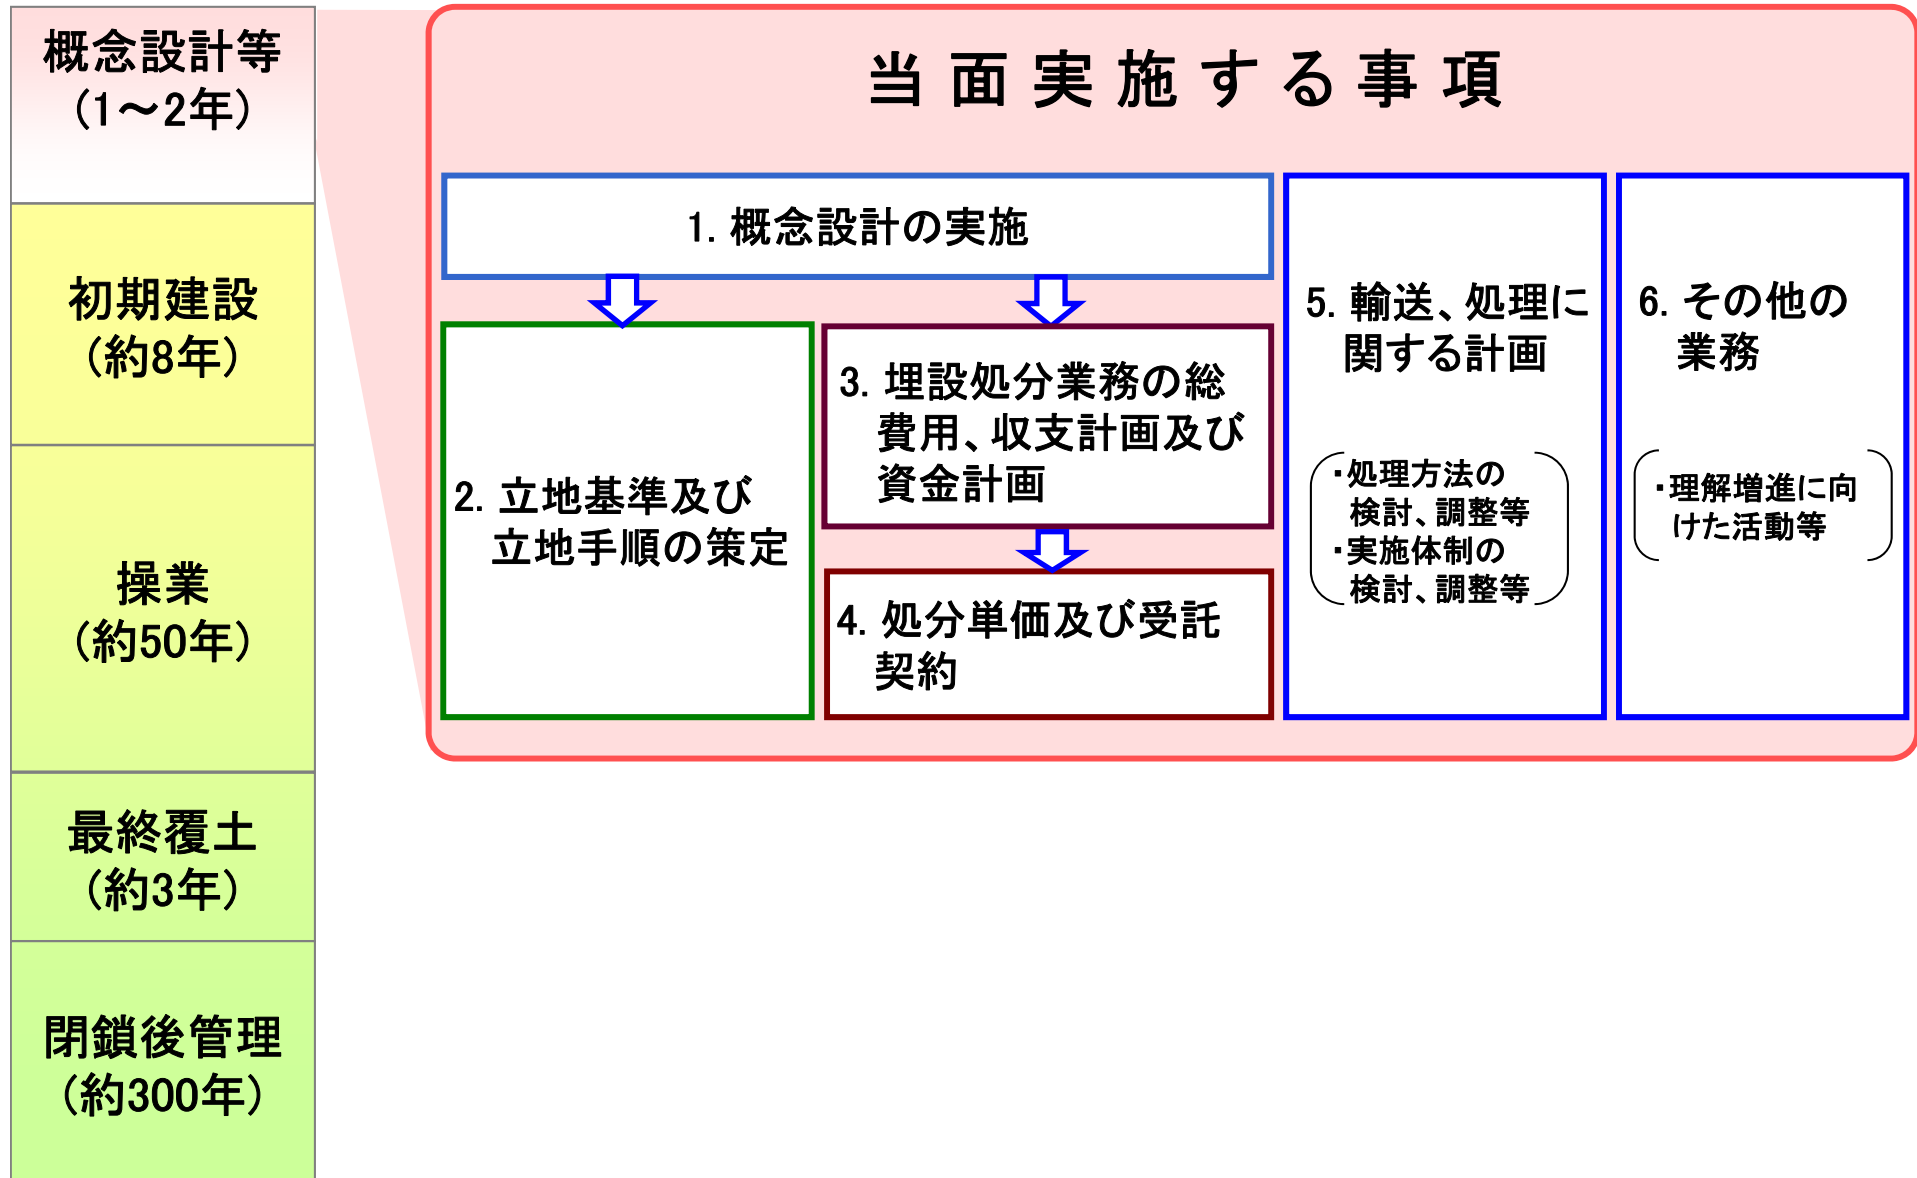 概念設計等
(1～2年)
初期建設
(約8年)
操業
(約50年)
最終覆土
(約3年)
閉鎖後管理
(約300年)
当面実施する事項
1. 概念設計の実施
2. 立地基準及び
立地手順の策定
3. 埋設処分業務の総
費用、収支計画及び
資金計画
4. 処分単価及び受託
契約
5. 輸送、処理に
関する計画
・処理方法の
検討、調整等
・実施体制の
検討、調整等
6. その他の
業務
・理解増進に向
けた活動等